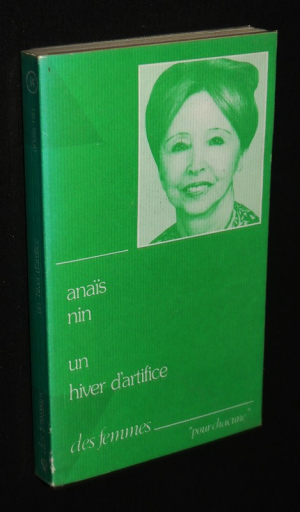 anaïs
nin
un
hiver d'artifice
des femmes
"pour chacune"